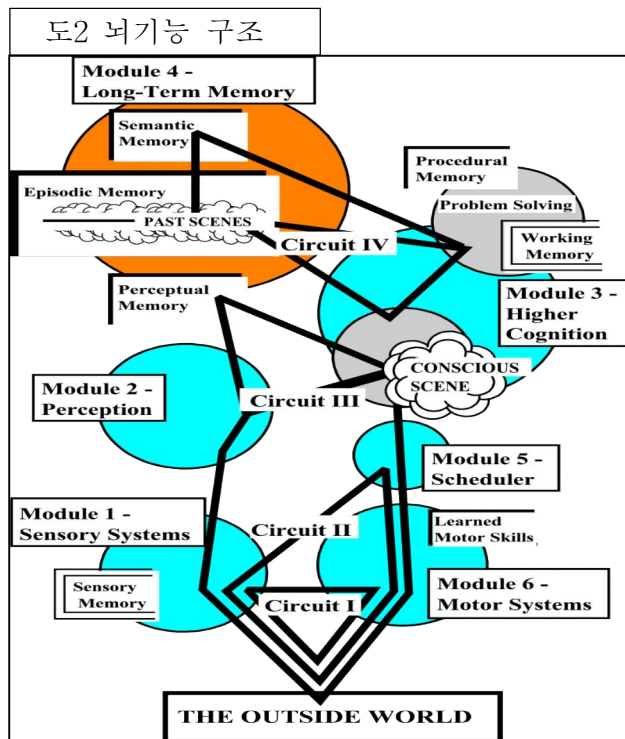 도2 뇌기능 구조
Module 4 -
Long-Term Memory
Semantic
Memory
Procedural
Memory
Episodic Memory
Problem Solving
PAST SCENES
Circuit IV
Working
Memory
Perceptual
Memory
Module 3 -
Higher
Cognition
Module 2 -
Perception
CONSCIOUS
SCENE
Circuit III
Module 5 -
Scheduler
Module 1 -
Sensory Systems
Circuit II
Learned
Motor Skills
Sensory
Memory
Circuit I
Module 6 -
Motor Systems
THE OUTSIDE WORLD